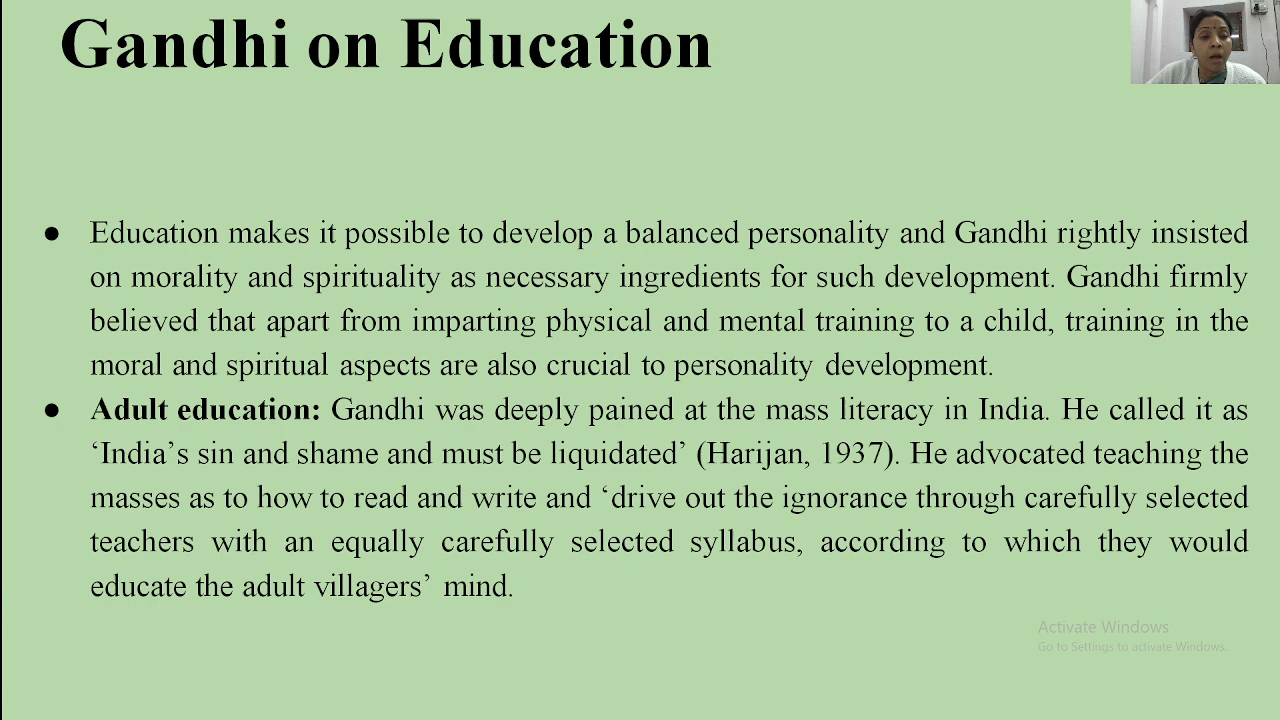 Gandhi on Education
● Education makes it possible to develop a balanced personality and Gandhi rightly insisted
on morality and spirituality as necessary ingredients for such development. Gandhi firmly
believed that apart from imparting physical and mental training to a child, training in the
moral and spiritual aspects are also crucial to personality development.
● Adult education: Gandhi was deeply pained at the mass literacy in India. He called it as
‘India’s sin and shame and must be liquidated’ (Harijan, 1937). He advocated teaching the
masses as to how to read and write and ‘drive out the ignorance through carefully selected
teachers with an equally carefully selected syllabus, according to which they would
educate the adult villagers’ mind.
Activate Windows
Go to Settings to activate Windows.